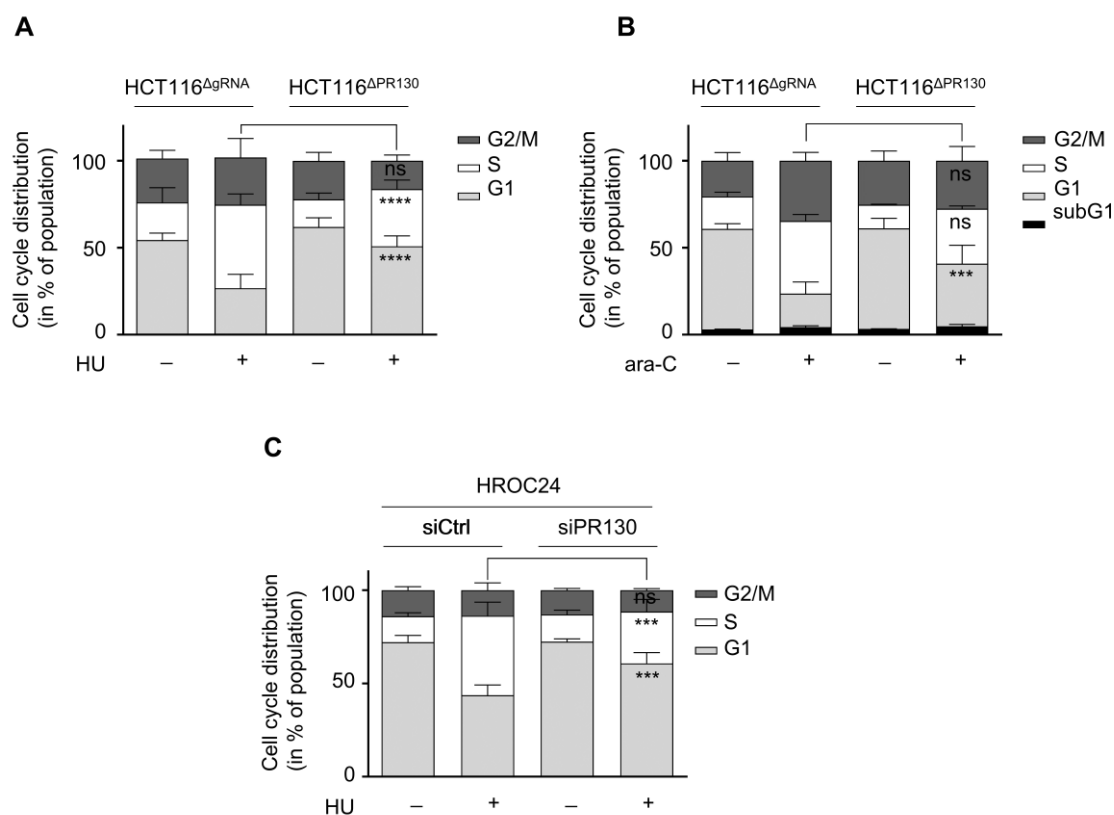 A
HCT116ΔgRNA HCT116ΔPR130
Cell cycle distribution
(in % of population)
100
50
0
ns
****
****
G2/M
S
G1
HU – + – +
B
HCT116ΔgRNA HCT116ΔPR130
Cell cycle distribution
(in % of population)
100
50
0
ns
ns
***
G2/M
S
G1
subG1
ara-C – + – +
C
HROC24
siCtrl siPR130
Cell cycle distribution
(in % of population)
100
50
0
ns
***
***
G2/M
S
G1
HU – + – +